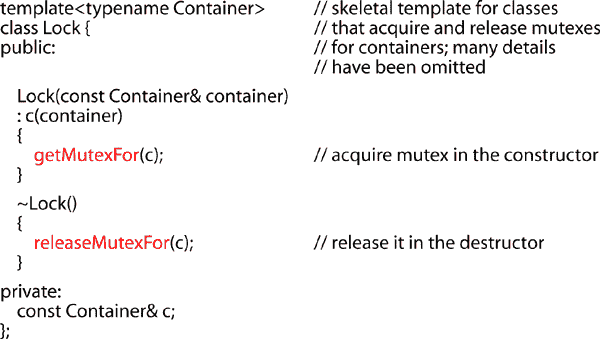 template<typename Container> // skeletal template for classes
class Lock { // that acquire and release mutexes
public: // for containers; many details
// have been omitted
Lock(const Container& container)
: c(container)
{
getMutexFor(c); // acquire mutex in the constructor
}
~Lock()
{
releaseMutexFor(c); // release it in the destructor
}
private:
const Container& c;
};